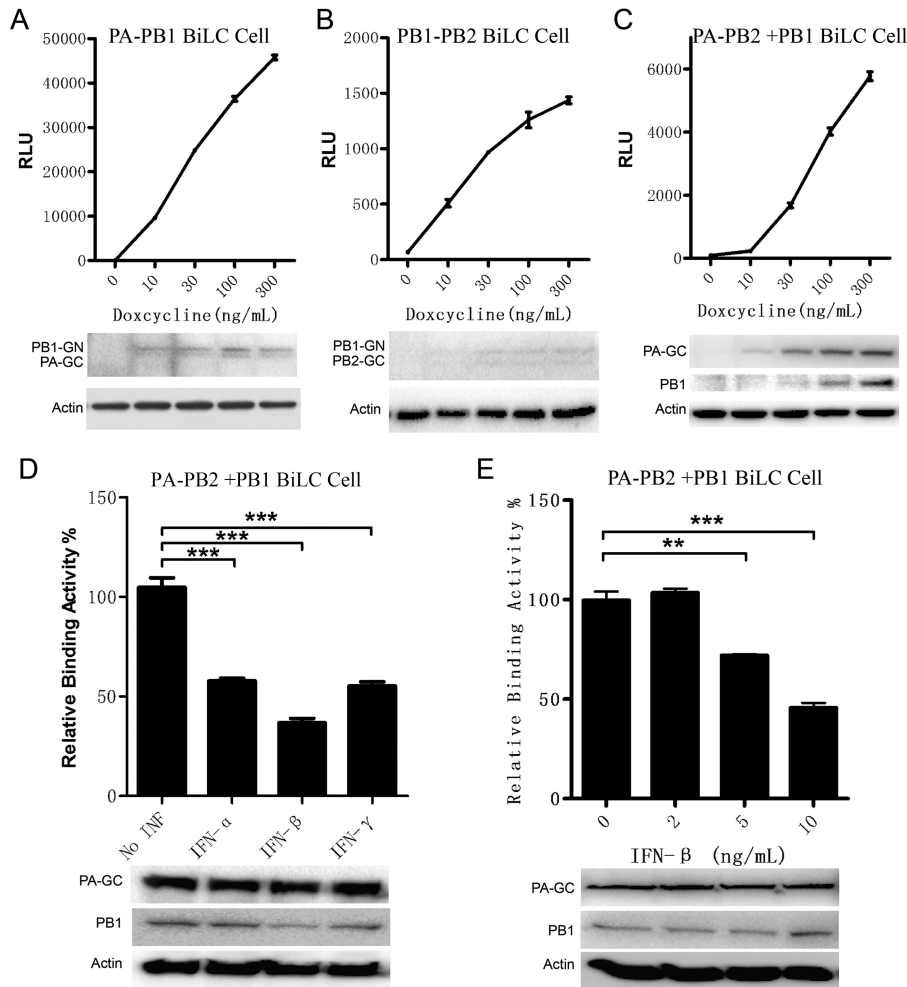 A
PA-PB1 BiLC Cell
50000
40000
30000
20000
10000
0
RLU
0 10 30 100 300
Doxcycline(ng/mL)
PB1-GN
PA-GC
Actin
B
PB1-PB2 BiLC Cell
2000
1500
1000
500
0
RLU
0 10 30 100 300
Doxcycline(ng/mL)
PB1-GN
PB2-GC
Actin
C
PA-PB2 +PB1 BiLC Cell
6000
4000
2000
0
RLU
0 10 30 100 300
Doxcycline(ng/mL)
PA-GC
PB1
Actin
D
PA-PB2 +PB1 BiLC Cell
150
100
50
0
Relative Binding Activity %
***
***
***
No INF IFN-α IFN-β IFN-γ
PA-GC
PB1
Actin
E
PA-PB2 +PB1 BiLC Cell
150
100
50
0
Relative Binding Activity %
***
**
0 2 5 10
IFN-β (ng/mL)
PA-GC
PB1
Actin